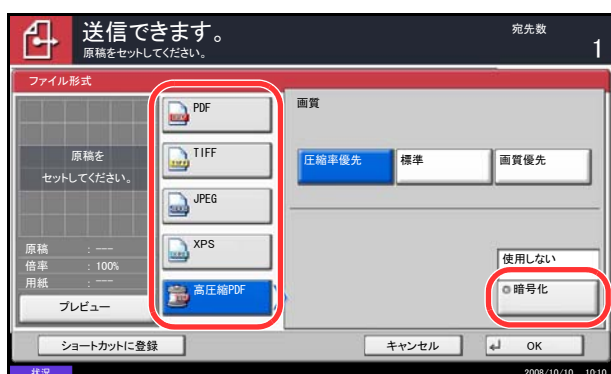 送信できます。
原稿をセットしてください。
宛先数
1
ファイル形式
原稿を
セットしてください。
原稿 : ---
倍率 : 100%
用紙 : ---
プレビュー
PDF
TIFF
JPEG
XPS
高圧縮PDF
画質
圧縮率優先
標準
画質優先
使用しない
暗号化
ショートカットに登録
キャンセル
OK
状況
2008/10/10 10:10